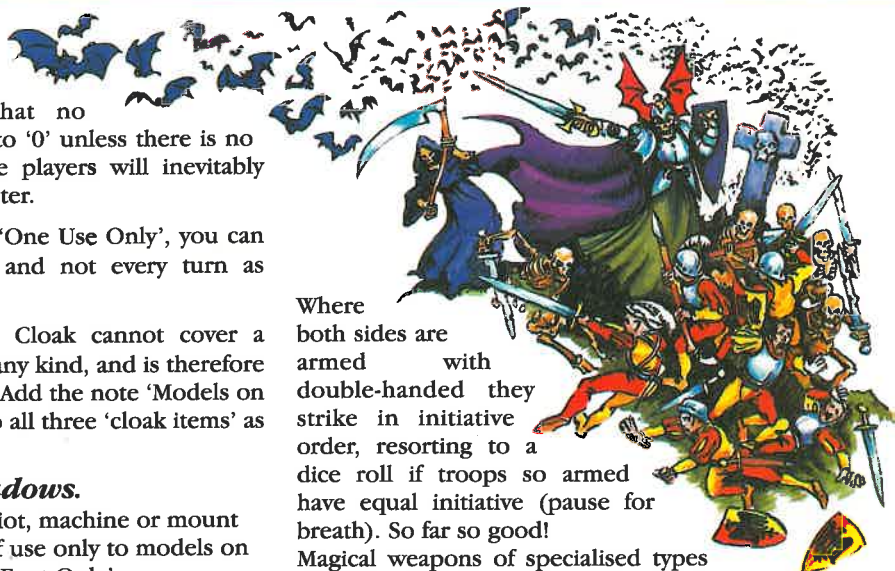 hat no
to '0' unless there is no
e players will inevitably
ter.
'One Use Only', you can
and not every turn as
Cloak cannot cover a
any kind, and is therefore
Add the note 'Models on
o all three 'cloak items' as
dows.
iot, machine or mount
f use only to models on
Where
both sides are
armed with
double-handed they
strike in initiative
order, resorting to a
dice roll if troops so armed
have equal initiative (pause for
breath). So far so good!
Magical weapons of specialised types